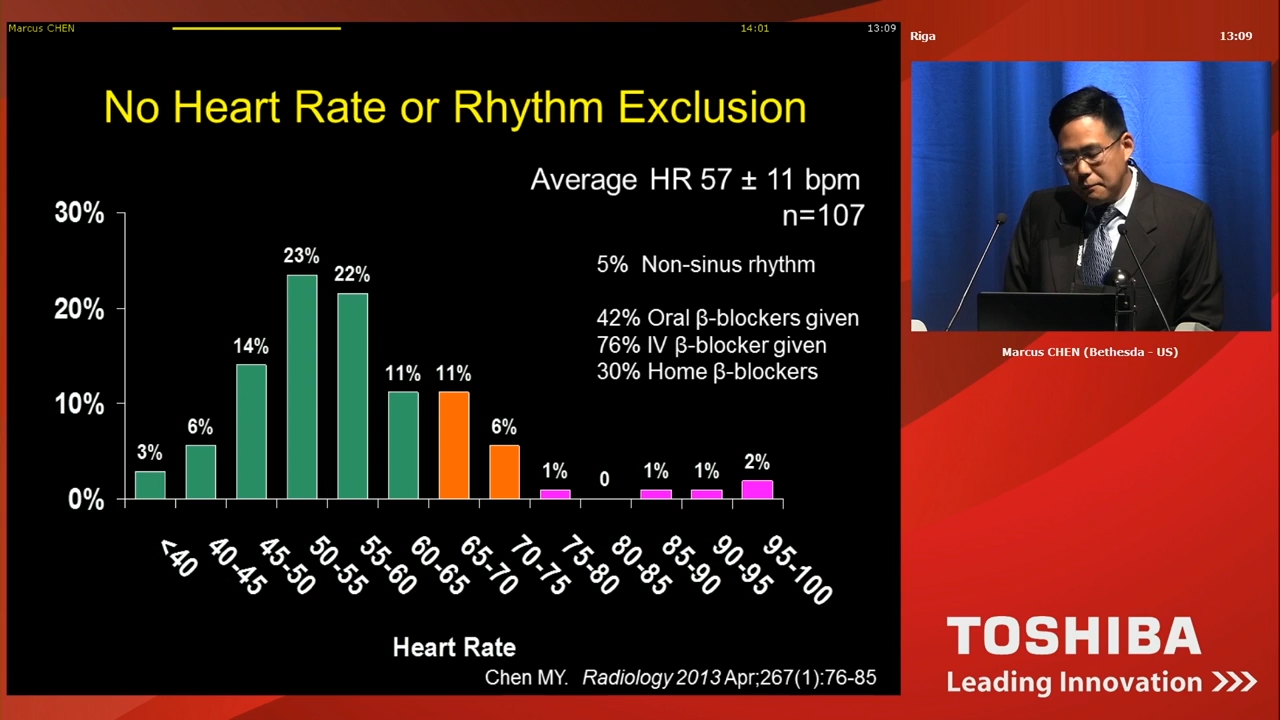 Marcus CHEN
14:01
13:09
No Heart Rate or Rhythm Exclusion
Average HR 57 ± 11 bpm
n=107
5% Non-sinus rhythm
42% Oral β-blockers given
76% IV β-blocker given
30% Home β-blockers
30%
20%
10%
0%
3%
6%
14%
23%
22%
11%
11%
6%
1%
0
1%
1%
2%
<40
40-45
45-50
50-55
55-60
60-65
65-70
70-75
75-80
80-85
85-90
90-95
95-100
Heart Rate
Chen MY. Radiology 2013 Apr;267(1):76-85
Riga
13:09
Marcus CHEN (Bethesda - US)
TOSHIBA
Leading Innovation >>>